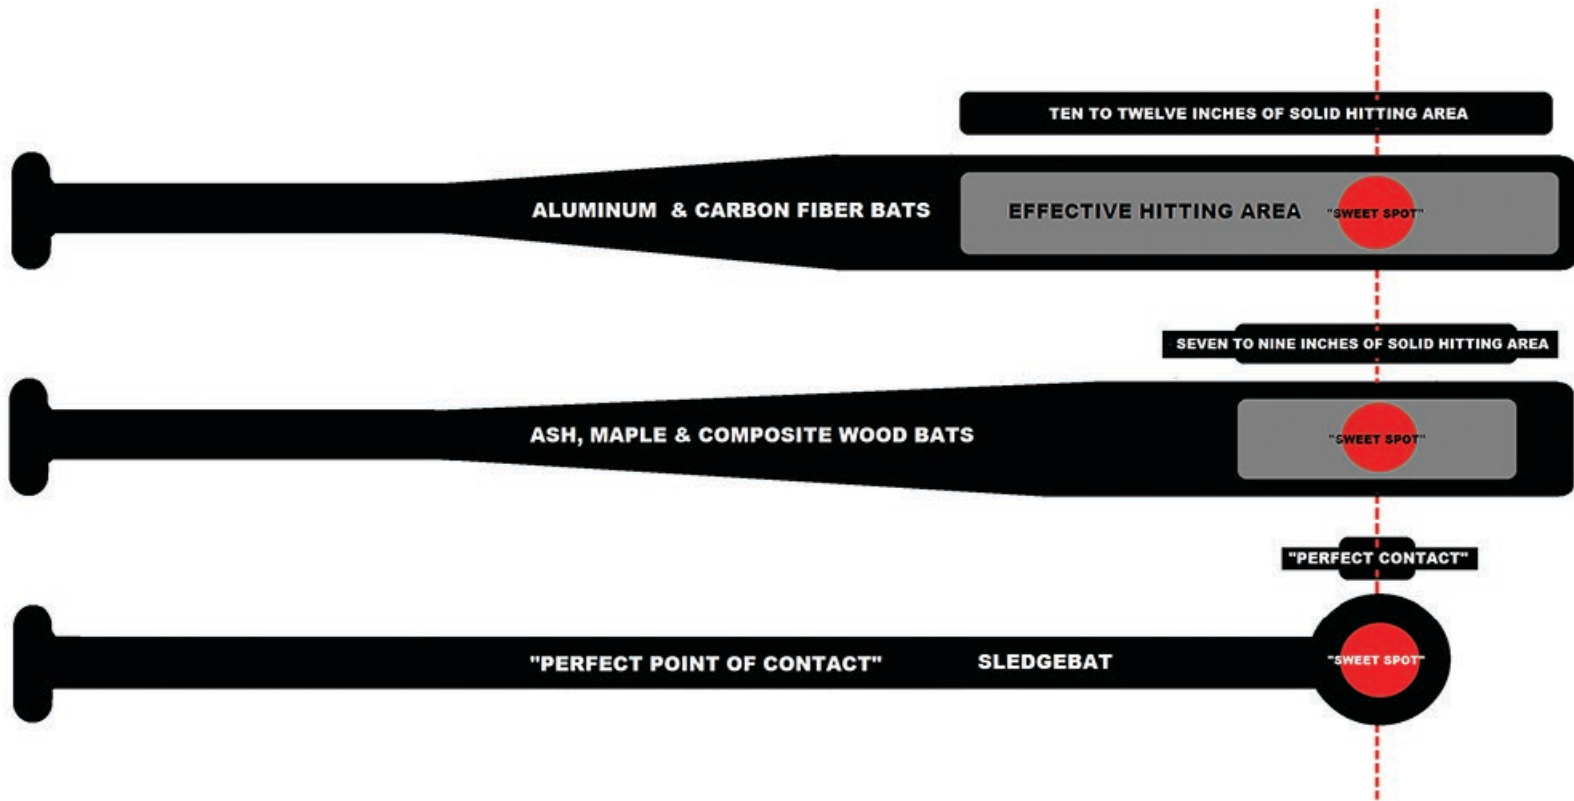 TEN TO TWELVE INCHES OF SOLID HITTING AREA
ALUMINUM & CARBON FIBER BATS
EFFECTIVE HITTING AREA
"SWEET SPOT"
SEVEN TO NINE INCHES OF SOLID HITTING AREA
ASH, MAPLE & COMPOSITE WOOD BATS
"SWEET SPOT"
"PERFECT CONTACT"
"PERFECT POINT OF CONTACT"
SLEDGEBAT
"SWEET SPOT"